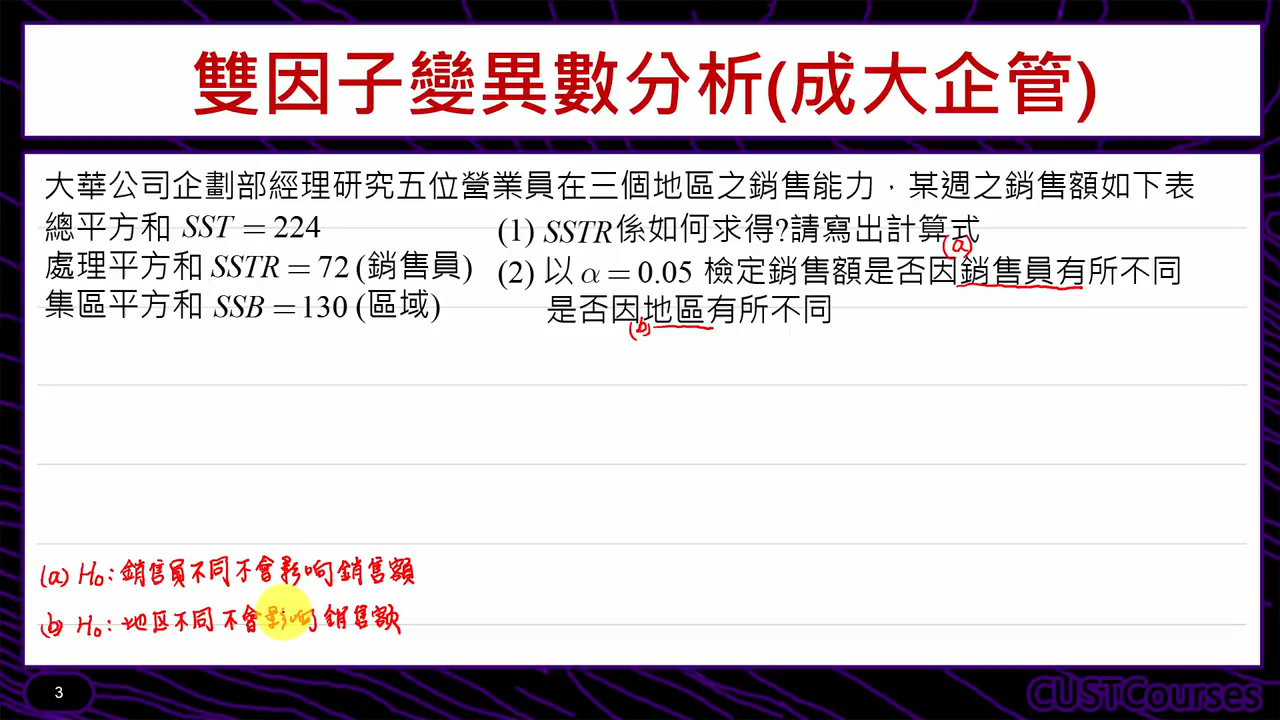 雙因子變異數分析(成大企管)
大華公司企劃部經理研究五位營業員在三個地區之銷售能力，某週之銷售額如下表
總平方和 SST = 224
處理平方和 SSTR = 72 (銷售員)
集區平方和 SSB = 130 (區域)
(1) SSTR係如何求得?請寫出計算式
(a)
(2) 以 α = 0.05 檢定銷售額是否因銷售員有所不同
是否因地區有所不同
(b)
(a) H₀: 銷售員不同不會影响銷售額
(b) H₀: 地区不同不會影响銷售額
3
CUSTCourses